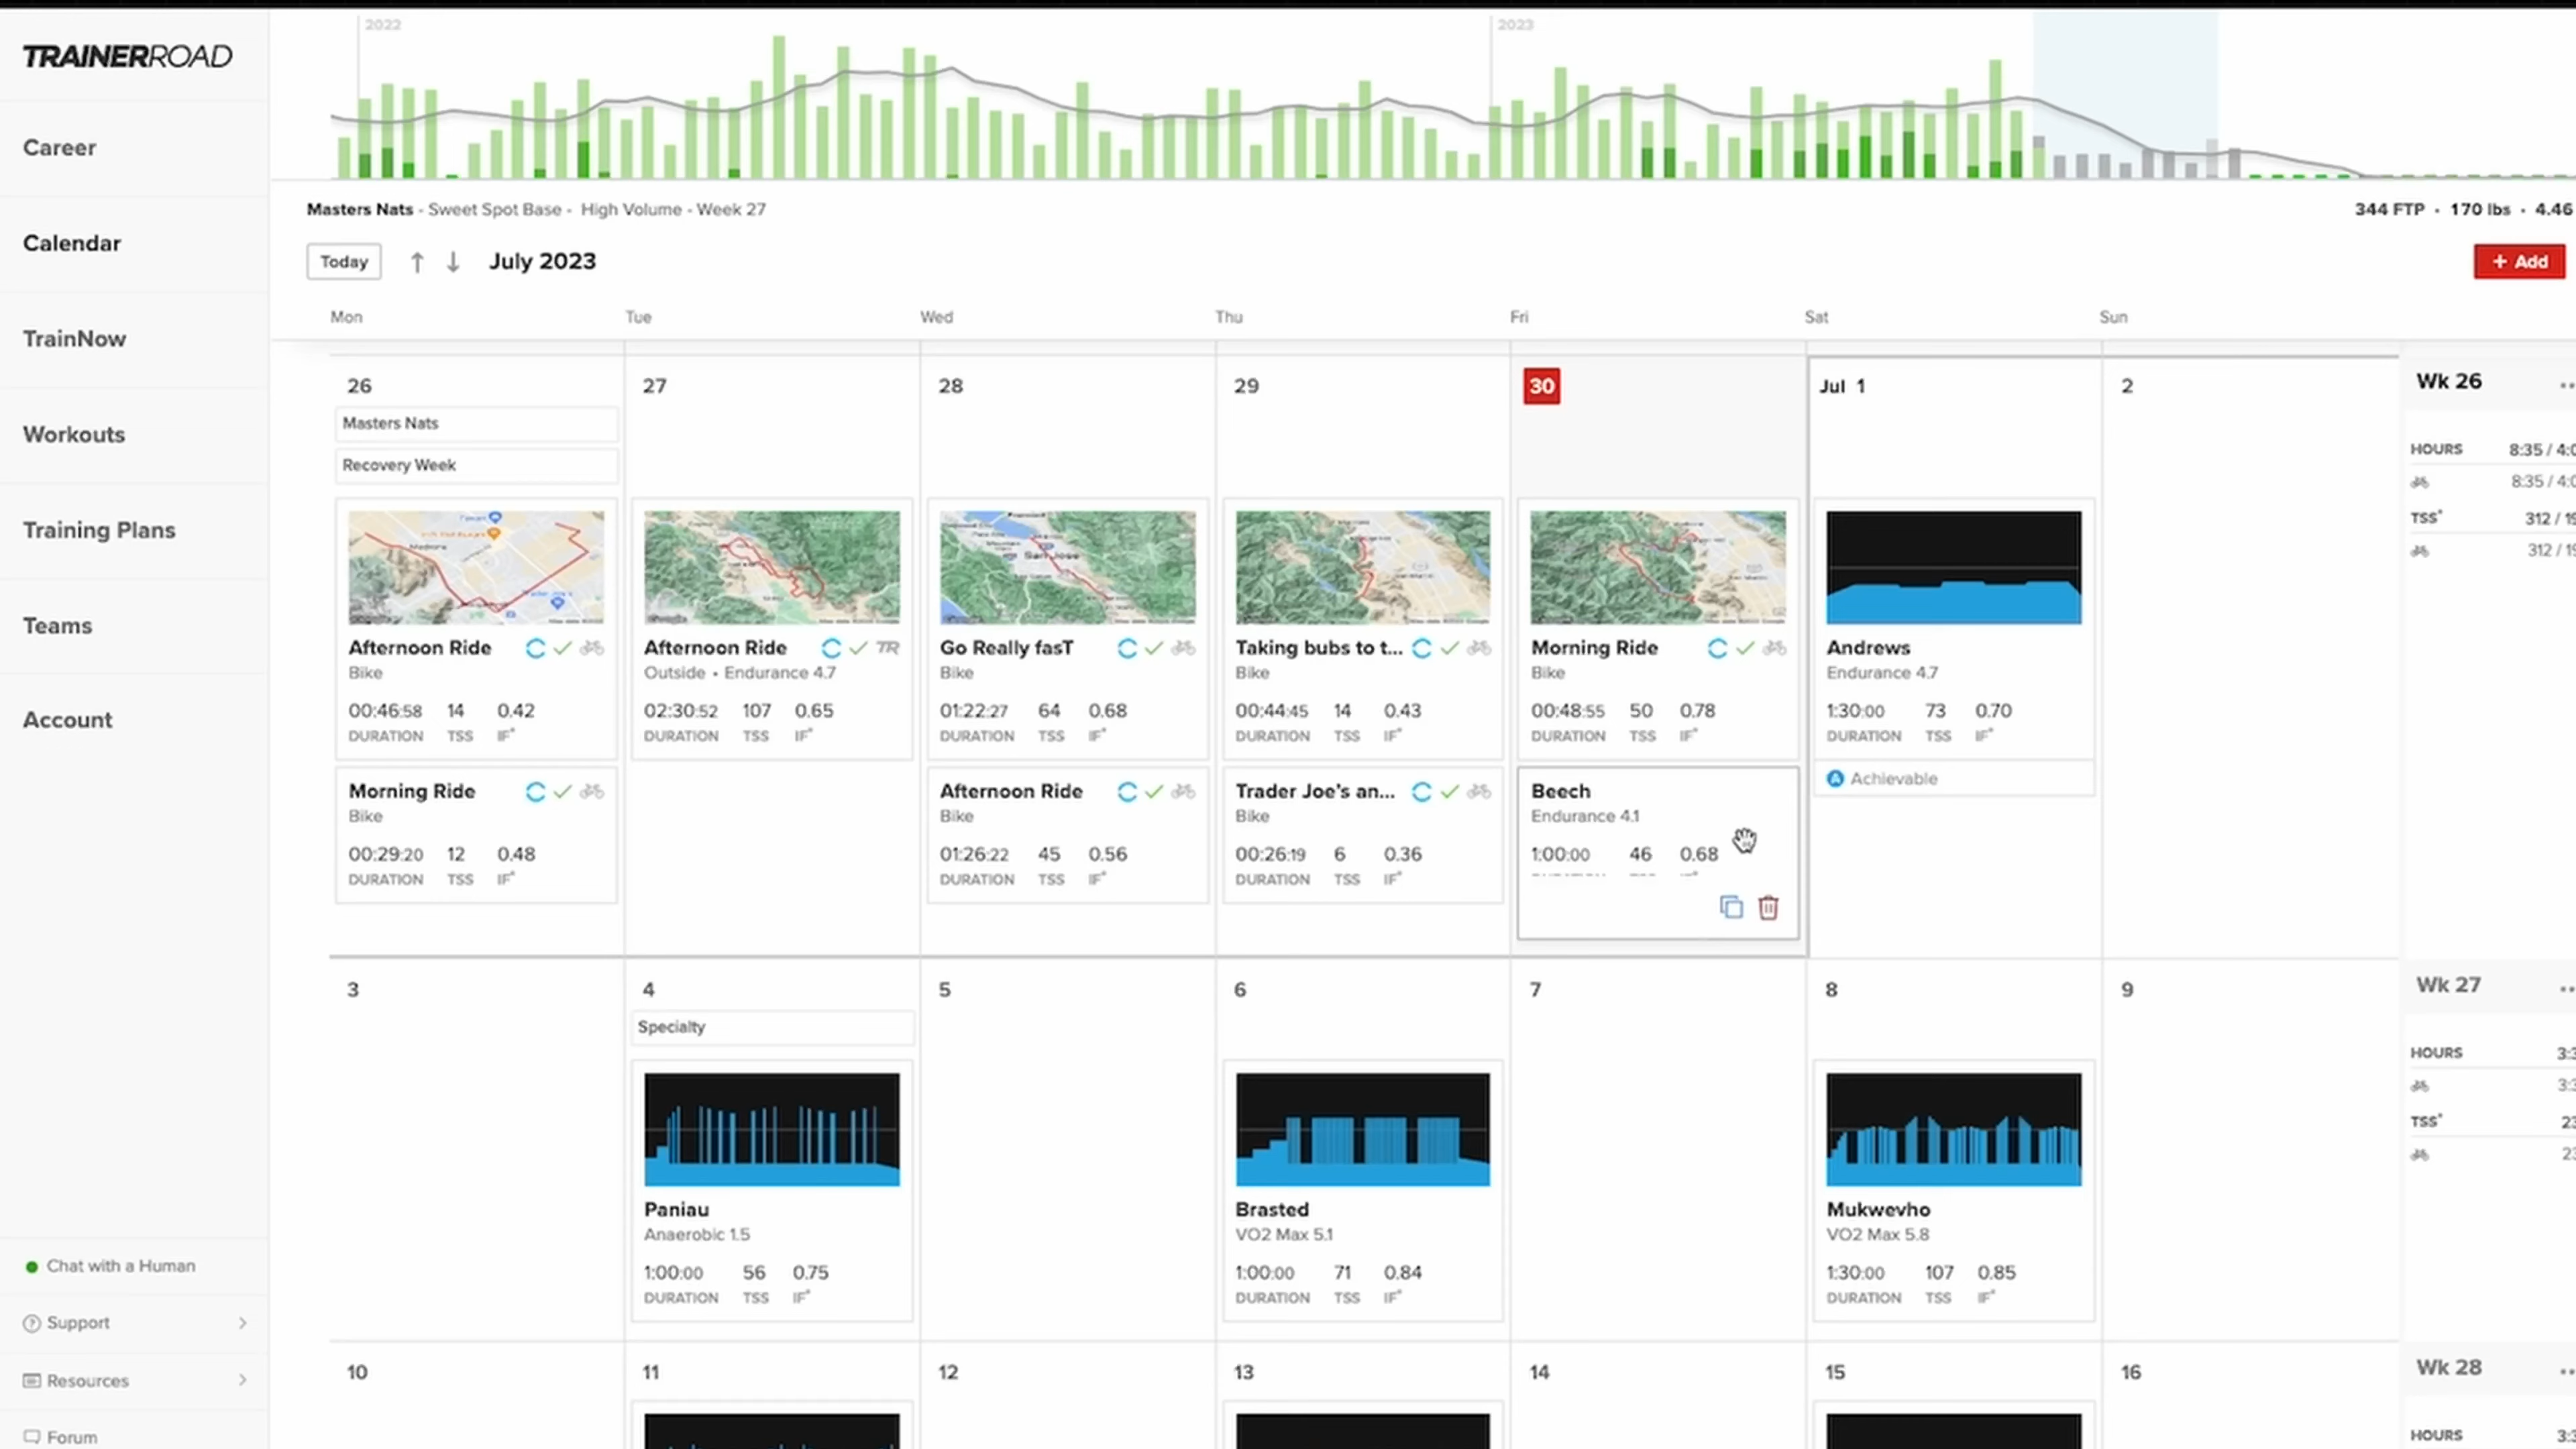 2022
2023
TRAINERROAD
Career
Calendar
TrainNow
Workouts
Training Plans
Teams
Account
Chat with a Human
Support
Resources
Forum
Masters Nats - Sweet Spot Base - High Volume - Week 27
344 FTP · 170 lbs · 4.46
Today ↑ ↓ July 2023
+ Add
Mon Tue Wed Thu Fri Sat Sun
26 27 28 29 30 Jul 1 2
Masters Nats
Recovery Week
Afternoon Ride
Bike
00:46:58 14 0.42
DURATION TSS IF*
Morning Ride
Bike
00:29:20 12 0.48
DURATION TSS IF*
Afternoon Ride TR
Outside • Endurance 4.7
02:30:52 107 0.65
DURATION TSS IF*
San Jose
Go Really fasT
Bike
01:22:27 64 0.68
DURATION TSS IF*
Afternoon Ride
Bike
01:26:22 45 0.56
DURATION TSS IF*
Taking bubs to t...
Bike
00:44:45 14 0.43
DURATION TSS IF*
Trader Joe's an...
Bike
00:26:19 6 0.36
DURATION TSS IF*
Morning Ride
Bike
00:48:55 50 0.78
DURATION TSS IF*
Beech
Endurance 4.1
1:00:00 46 0.68
Andrews
Endurance 4.7
1:30:00 73 0.70
DURATION TSS IF*
A Achievable
Wk 26
HOURS 8:35 / 4:0
8:35 / 4:0
TSS* 312 / 19
312 / 19
3 4 5 6 7 8 9
Specialty
Paniau
Anaerobic 1.5
1:00:00 56 0.75
DURATION TSS IF*
Brasted
VO2 Max 5.1
1:00:00 71 0.84
DURATION TSS IF*
Mukwevho
VO2 Max 5.8
1:30:00 107 0.85
DURATION TSS IF*
Wk 27
HOURS 3:3
3:3
TSS* 23
23
10 11 12 13 14 15 16
Wk 28
HOURS 3:3